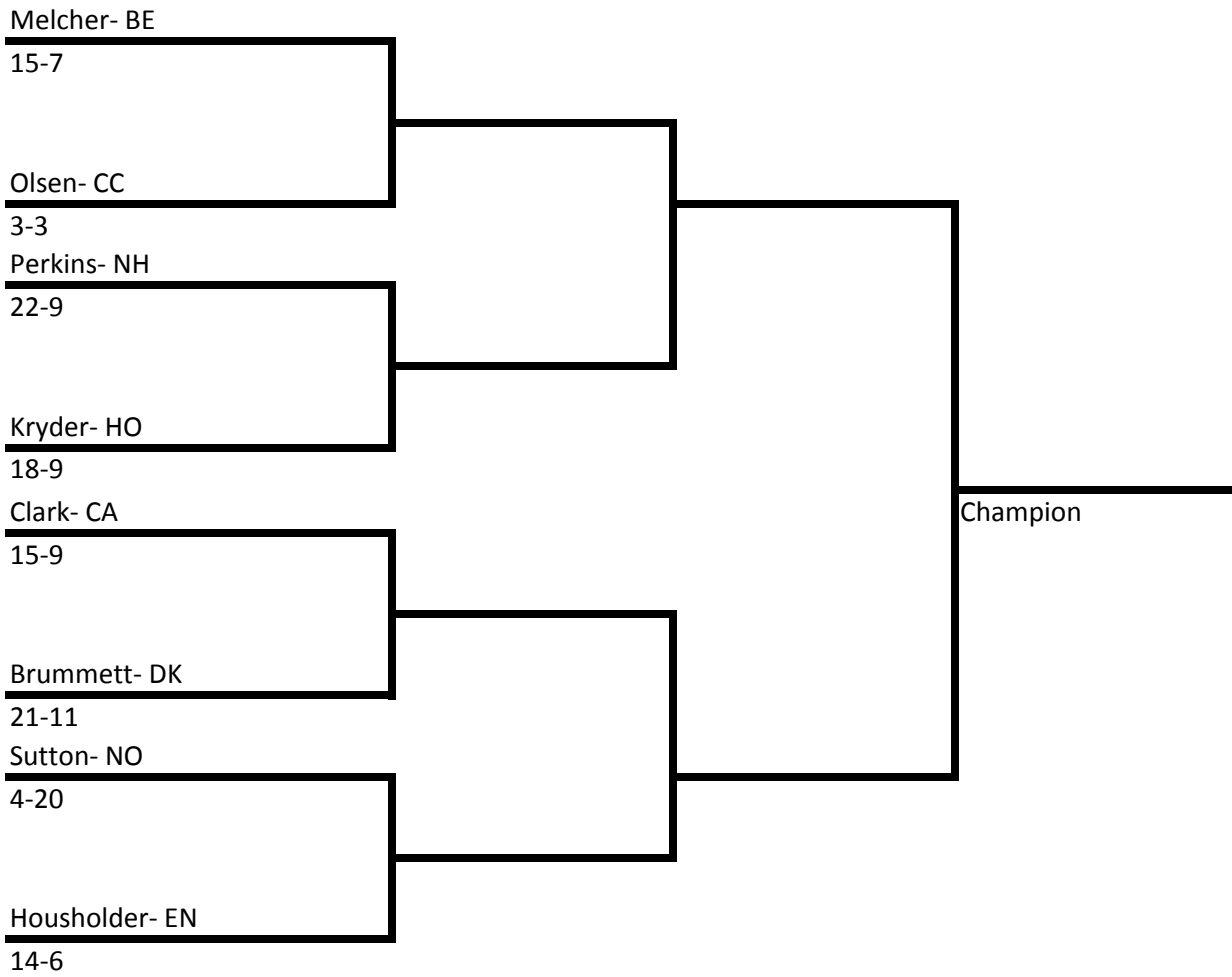 Melcher- BE
15-7
Olsen- CC
3-3
Perkins- NH
22-9
Kryder- HO
18-9
Clark- CA
15-9
Champion
Brummett- DK
21-11
Sutton- NO
4-20
Housholder- EN
14-6